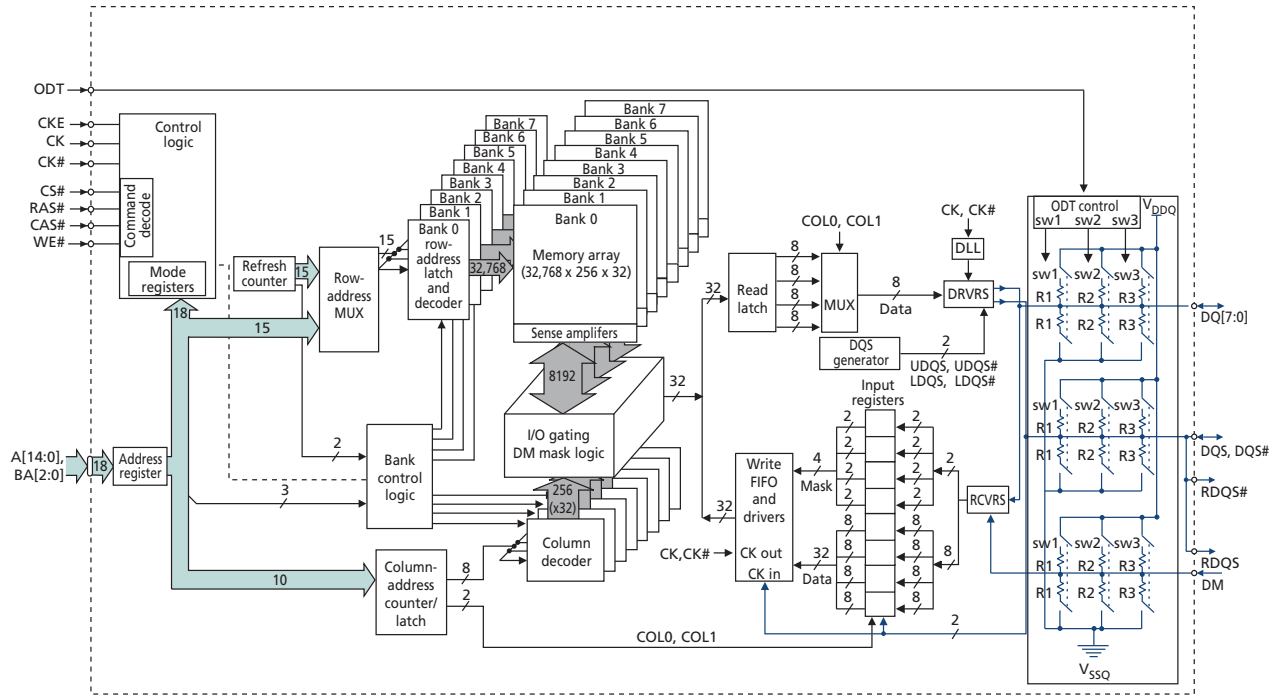 ODT
CKE
CK
CK#
CS#
RAS#
CAS#
WE#
Control
logic
Command
decode
Mode
registers
Refresh
counter
15
18
15
Row-
address
MUX
15
Bank 7
Bank 6
Bank 5
Bank 4
Bank 3
Bank 2
Bank 1
Bank 0
row-
address
latch
and
decoder
32,768
Bank 7
Bank 6
Bank 5
Bank 4
Bank 3
Bank 2
Bank 1
Bank 0
Memory array
(32,768 x 256 x 32)
Sense amplifers
8192
I/O gating
DM mask logic
256
(x32)
Column
decoder
A[14:0],
BA[2:0]
18
Address
register
2
3
Bank
control
logic
10
Column-
address
counter/
latch
8
2
COL0, COL1
32
32
32
Read
latch
8
8
8
8
COL0, COL1
MUX
8
Data
CK, CK#
DLL
DRVRS
DQS
generator
2
UDQS, UDQS#
LDQS, LDQS#
Input
registers
2
2
2
2
8
8
8
8
2
2
2
2
8
8
8
8
2
8
RCVRS
4
Mask
32
Data
Write
FIFO
and
drivers
CK out
CK in
CK,CK#
2
ODT control
sw1 sw2 sw3
VDDQ
sw1 sw2 sw3
R1 R2 R3
R1 R2 R3
sw1 sw2 sw3
R1 R2 R3
R1 R2 R3
sw1 sw2 sw3
R1 R2 R3
R1 R2 R3
VSSQ
DQ[7:0]
DQS, DQS#
RDQS#
RDQS
DM